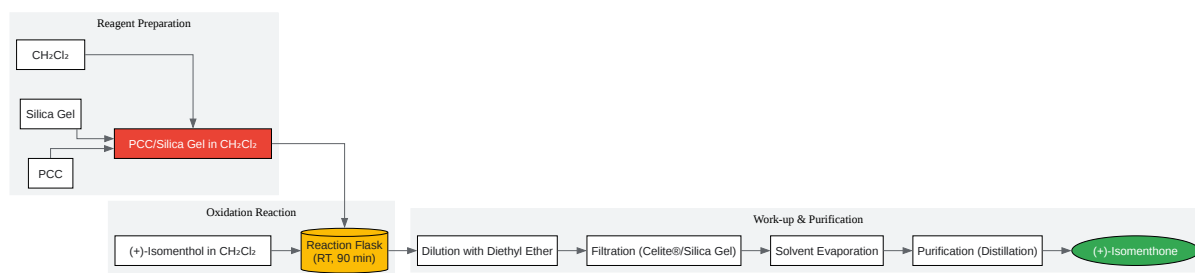 Reagent Preparation
CH₂Cl₂
Silica Gel
PCC/Silica Gel in CH₂Cl₂
PCC
Oxidation Reaction
(+)-Isomenthol in CH₂Cl₂
Reaction Flask
(RT, 90 min)
Work-up & Purification
Dilution with Diethyl Ether
Filtration (Celite®/Silica Gel)
Solvent Evaporation
Purification (Distillation)
(+)-Isomenthone